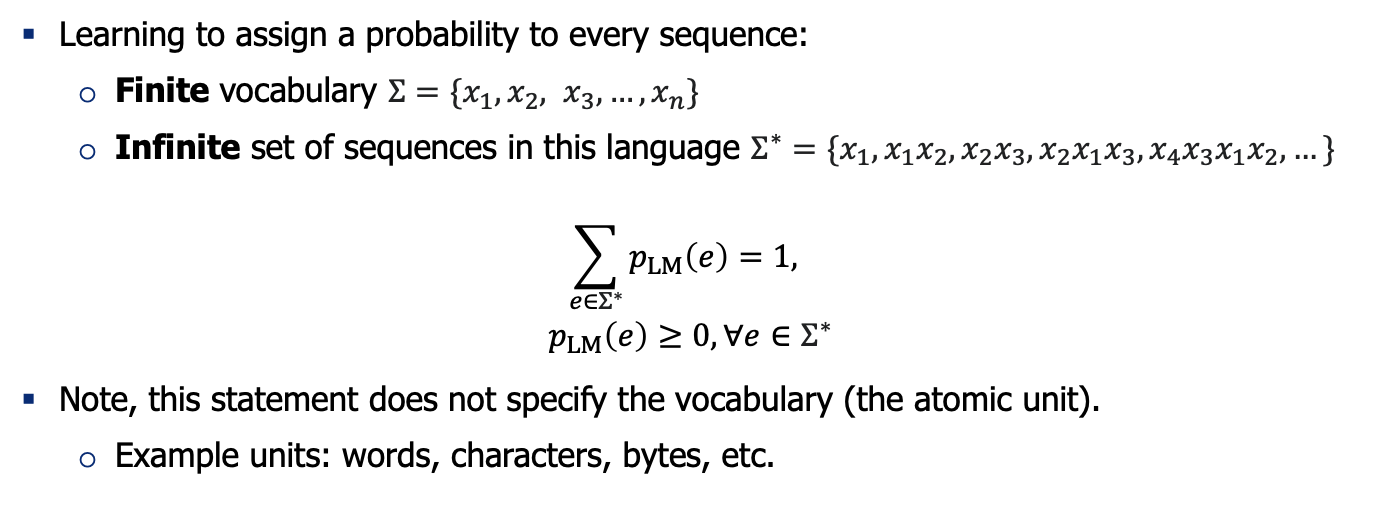 ▪ Learning to assign a probability to every sequence:
o Finite vocabulary Σ = {x₁, x₂, x₃, … , xₙ}
o Infinite set of sequences in this language Σ* = {x₁, x₁x₂, x₂x₃, x₂x₁x₃, x₄x₃x₁x₂, … }
∑ p_LM(e) = 1,
e∈Σ*
p_LM(e) ≥ 0, ∀e ∈ Σ*
▪ Note, this statement does not specify the vocabulary (the atomic unit).
o Example units: words, characters, bytes, etc.